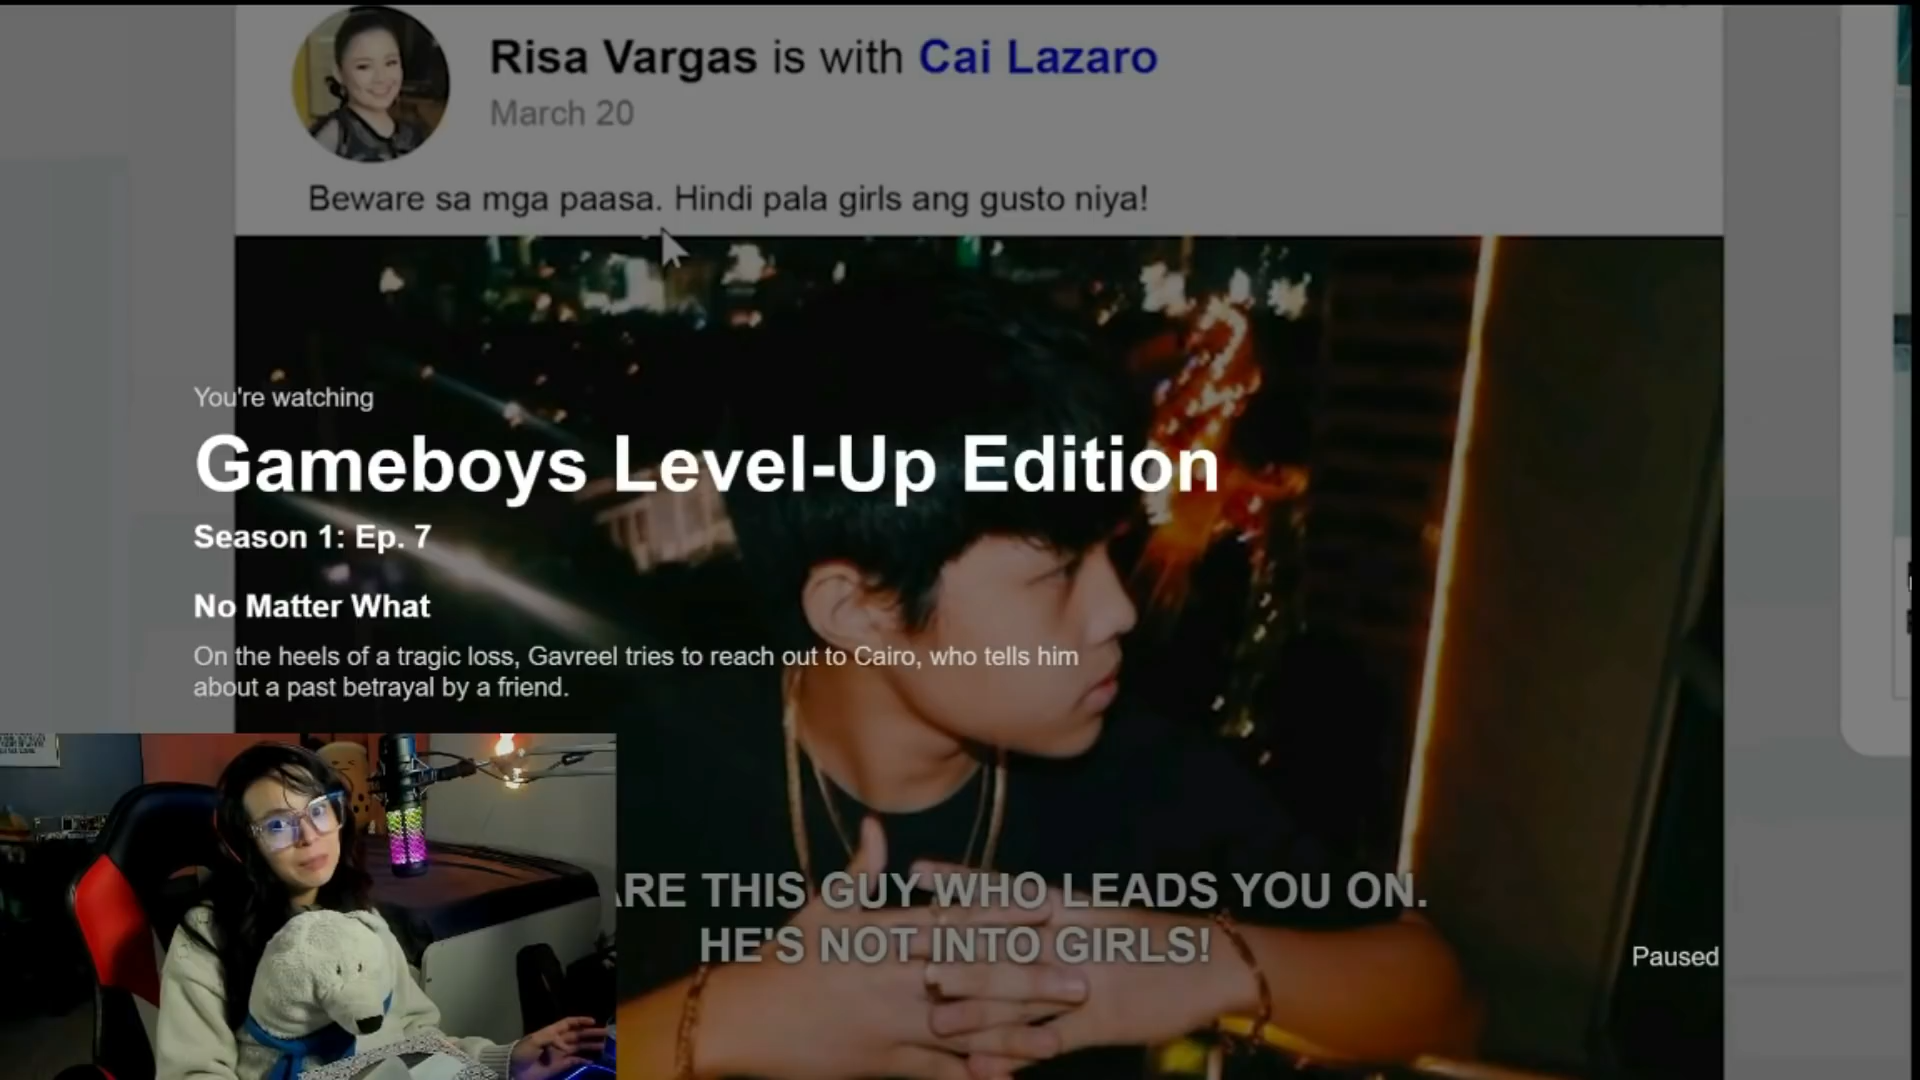 Risa Vargas is with Cai Lazaro
March 20
Beware sa mga paasa. Hindi pala girls ang gusto niya!
You're watching
Gameboys Level-Up Edition
Season 1: Ep. 7
No Matter What
On the heels of a tragic loss, Gavreel tries to reach out to Cairo, who tells him
about a past betrayal by a friend.
THIS GUY WHO LEADS YOU ON.
HE'S NOT INTO GIRLS!
Paused